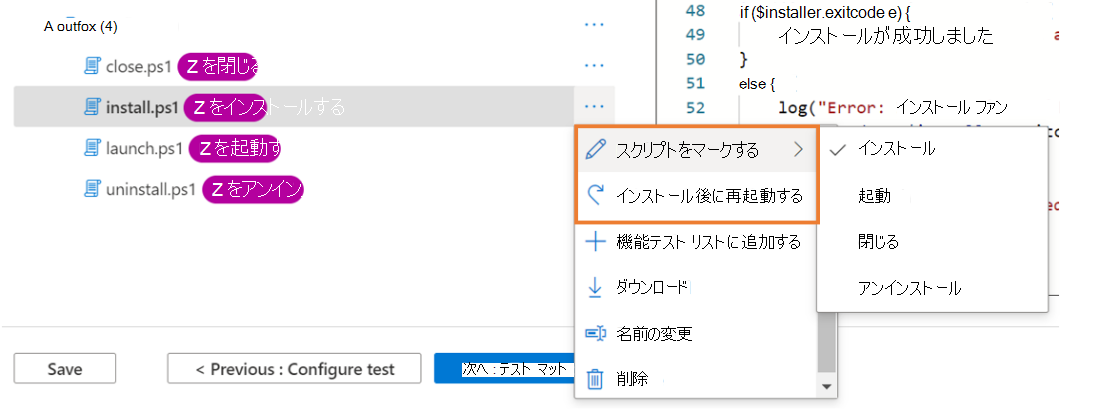 A outfox (4)
close.ps1 Z を閉じる
install.ps1 Z をインストールする
launch.ps1 Z を起動す
uninstall.ps1 Z をアンイン
48 if ($installer.exitcode e) {
49 インストールが成功しました a
50 }
51 else {
52 log("Error: インストール ファン
スクリプトをマークする
インストール後に再起動する
機能テスト リストに追加する
ダウンロード
名前の変更
削除
インストール
起動
閉じる
アンインストール
Save
< Previous : Configure test
次へ : テスト マット